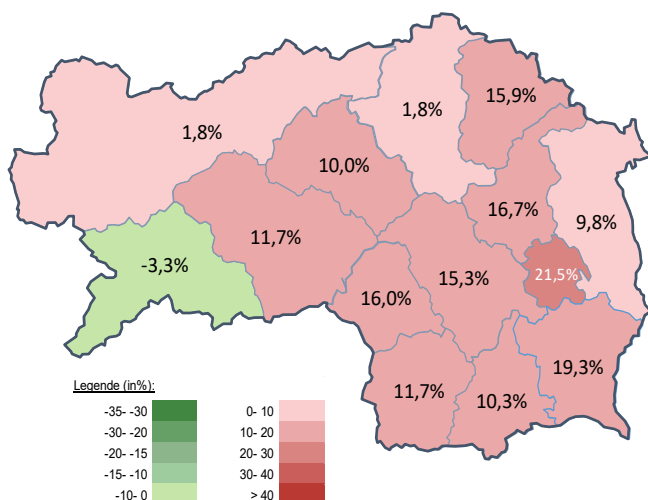 15,9%
1,8%
1,8%
10,0%
16,7%
9,8%
11,7%
-3,3%
15,3%
21,5%
16,0%
19,3%
11,7%
10,3%
Legende (in%):
-35- -30 0- 10
-30- -20 10- 20
-20- -15 20- 30
-15- -10 30- 40
-10- 0 > 40